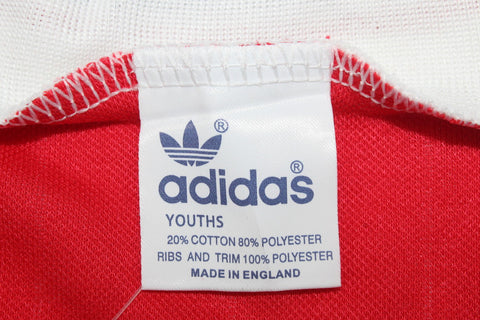 ®
adidas®
YOUTHS
20% COTTON 80% POLYESTER
RIBS AND TRIM 100% POLYESTER
MADE IN ENGLAND